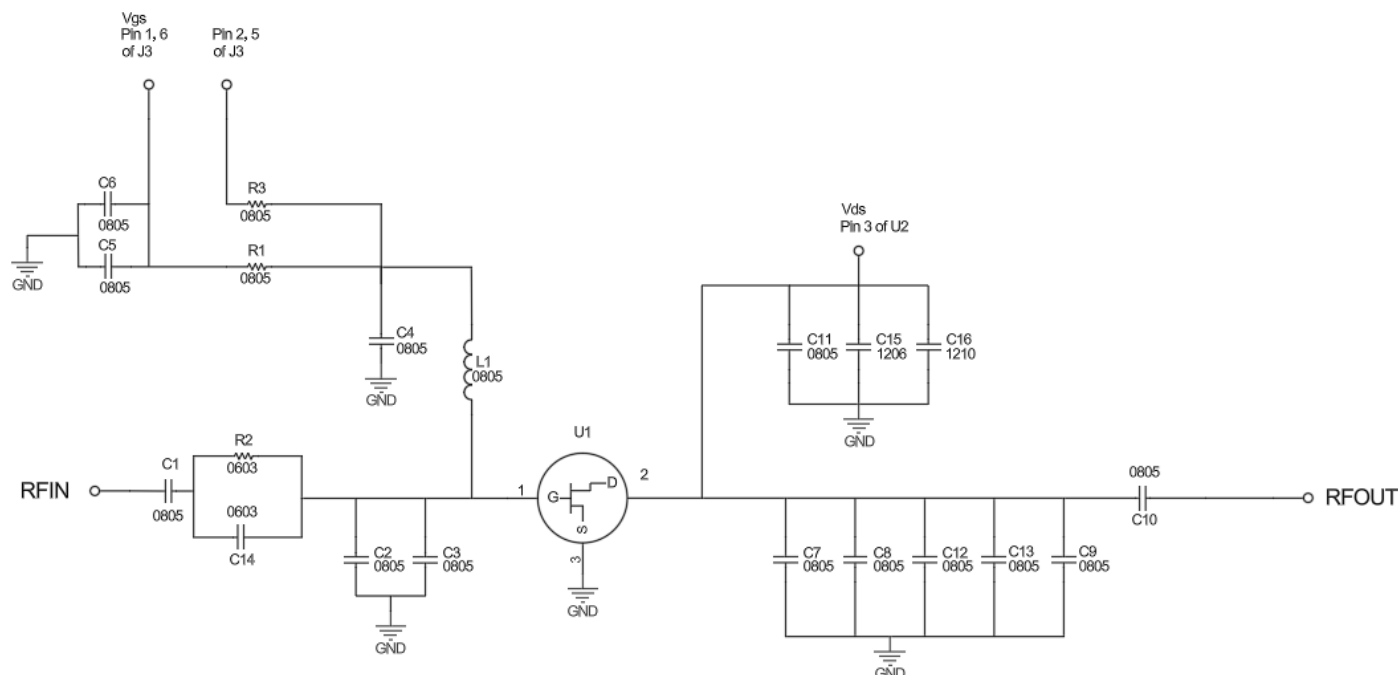 Vgs
Pin 1, 6
of J3
Pin 2, 5
of J3
C6
0805
C5
0805
GND
R3
0805
R1
0805
C4
0805
GND
L1
0805
Vds
Pin 3 of U2
C11
0805
C15
1206
C16
1210
GND
RFIN
C1
0805
R2
0603
0603
C14
C2
0805
C3
0805
GND
U1
1
G
D
S
2
3
GND
C7
0805
C8
0805
C12
0805
C13
0805
C9
0805
GND
0805
C10
RFOUT